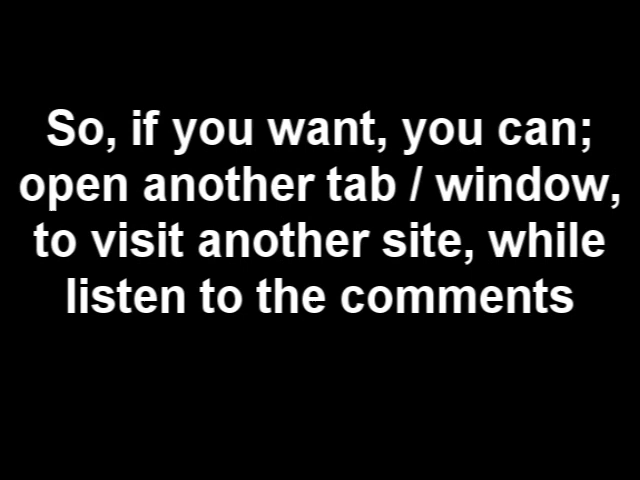 So, if you want, you can;
open another tab / window,
to visit another site, while
listen to the comments